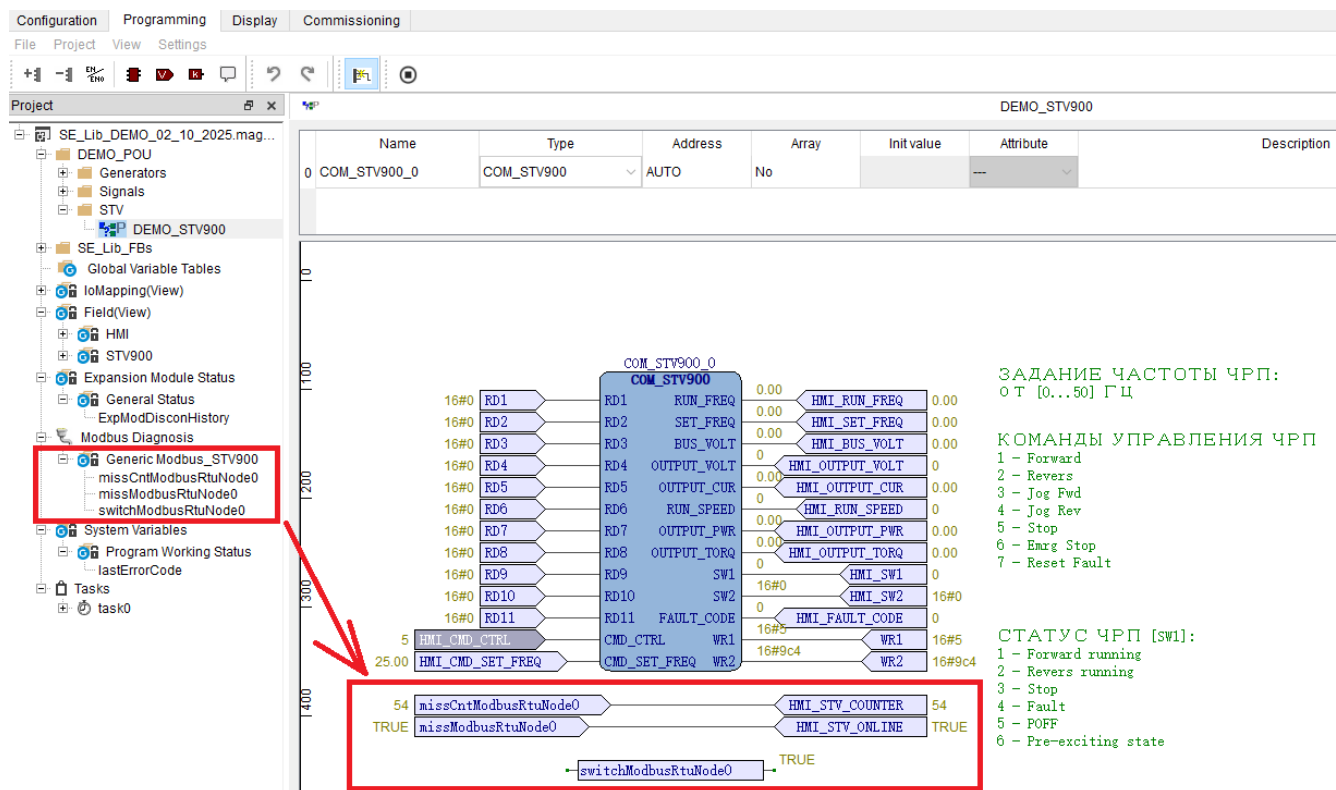 Configuration Programming Display Commissioning
File Project View Settings
EN/ENO
Project
DEMO_STV900
SE_Lib_DEMO_02_10_2025.mag...
DEMO_POU
Generators
Signals
STV
DEMO_STV900
SE_Lib_FBs
Global Variable Tables
IoMapping(View)
Field(View)
HMI
STV900
Expansion Module Status
General Status
ExpModDisconHistory
Modbus Diagnosis
Generic Modbus_STV900
missCntModbusRtuNode0
missModbusRtuNode0
switchModbusRtuNode0
System Variables
Program Working Status
lastErrorCode
Tasks
task0
Name Type Address Array Init value Attribute Description
0 COM_STV900_0 COM_STV900 AUTO No ---
0
100
200
300
400
COM_STV900_0
COM_STV900
16#0 RD1 RD1 RUN_FREQ 0.00 HMI_RUN_FREQ 0.00
16#0 RD2 RD2 SET_FREQ 0.00 HMI_SET_FREQ 0.00
16#0 RD3 RD3 BUS_VOLT 0.00 HMI_BUS_VOLT 0.00
16#0 RD4 RD4 OUTPUT_VOLT 0 HMI_OUTPUT_VOLT 0
16#0 RD5 RD5 OUTPUT_CUR 0.00 HMI_OUTPUT_CUR 0.00
16#0 RD6 RD6 RUN_SPEED 0 HMI_RUN_SPEED 0
16#0 RD7 RD7 OUTPUT_PWR 0.00 HMI_OUTPUT_PWR 0.00
16#0 RD8 RD8 OUTPUT_TORQ 0.00 HMI_OUTPUT_TORQ 0.00
16#0 RD9 RD9 SW1 0 HMI_SW1 0
16#0 RD10 RD10 SW2 16#0 HMI_SW2 16#0
16#0 RD11 RD11 FAULT_CODE 0 HMI_FAULT_CODE 0
5 HMI_CMD_CTRL CMD_CTRL WR1 16#5 WR1 16#5
25.00 HMI_CMD_SET_FREQ CMD_SET_FREQ WR2 16#9c4 WR2 16#9c4
54 missCntModbusRtuNode0 HMI_STV_COUNTER 54
TRUE missModbusRtuNode0 HMI_STV_ONLINE TRUE
switchModbusRtuNode0 TRUE
ЗАДАНИЕ ЧАСТОТЫ ЧРП:
ОТ [0...50] ГЦ
КОМАНДЫ УПРАВЛЕНИЯ ЧРП
1 - Forward
2 - Revers
3 - Jog Fwd
4 - Jog Rev
5 - Stop
6 - Emrg Stop
7 - Reset Fault
СТАТУС ЧРП [SW1]:
1 - Forward running
2 - Revers running
3 - Stop
4 - Fault
5 - POFF
6 - Pre-exciting state